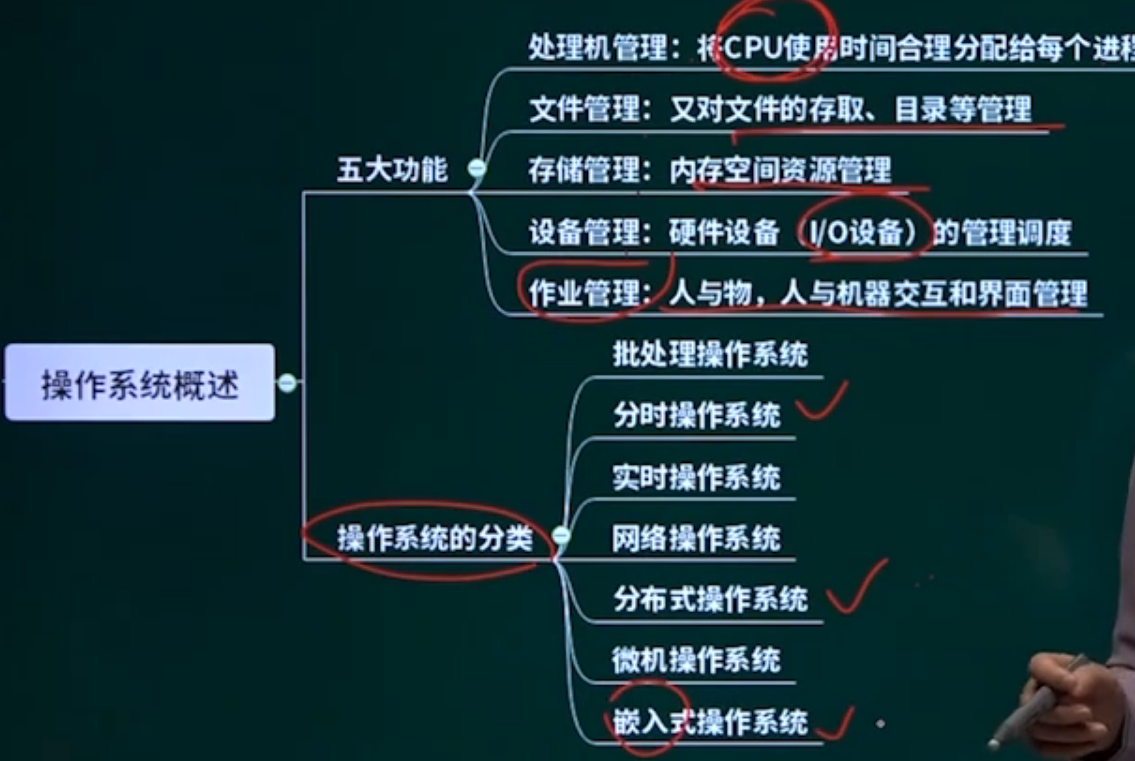 处理机管理：将CPU使用时间合理分配给每个进程
文件管理：又对文件的存取、目录等管理
五大功能
存储管理：内存空间资源管理
设备管理：硬件设备（I/O设备）的管理调度
作业管理：人与物，人与机器交互和界面管理
操作系统概述
批处理操作系统
分时操作系统
实时操作系统
操作系统的分类
网络操作系统
分布式操作系统
微机操作系统
嵌入式操作系统